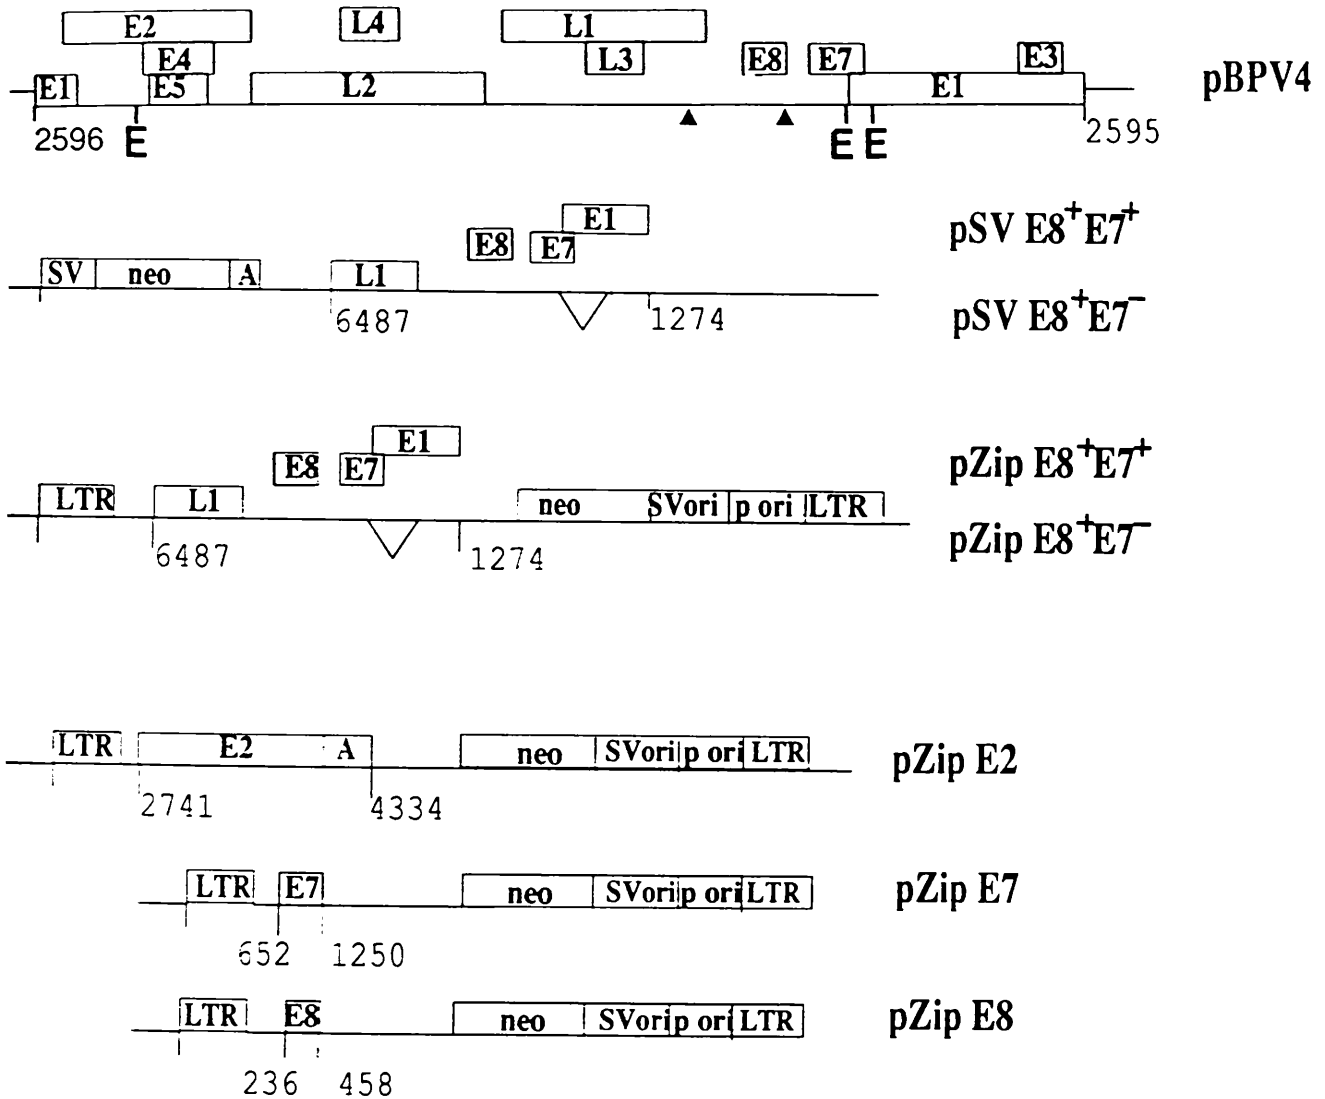 E2 L4 L1
E4 L3 E8 E7 E3
E1 E5 L2 E1 pBPV4
2596 E E E 2595
E1 pSV E8⁺E7⁺
E8 E7
SV neo A L1
6487 1274 pSV E8⁺E7⁻
E1 pZip E8⁺E7⁺
E8 E7
LTR L1 neo SVori p ori LTR
6487 1274 pZip E8⁺E7⁻
LTR E2 A neo SVori p ori LTR pZip E2
2741 4334
LTR E7 neo SVori p ori LTR pZip E7
652 1250
LTR E8 neo SVori p ori LTR pZip E8
236 458